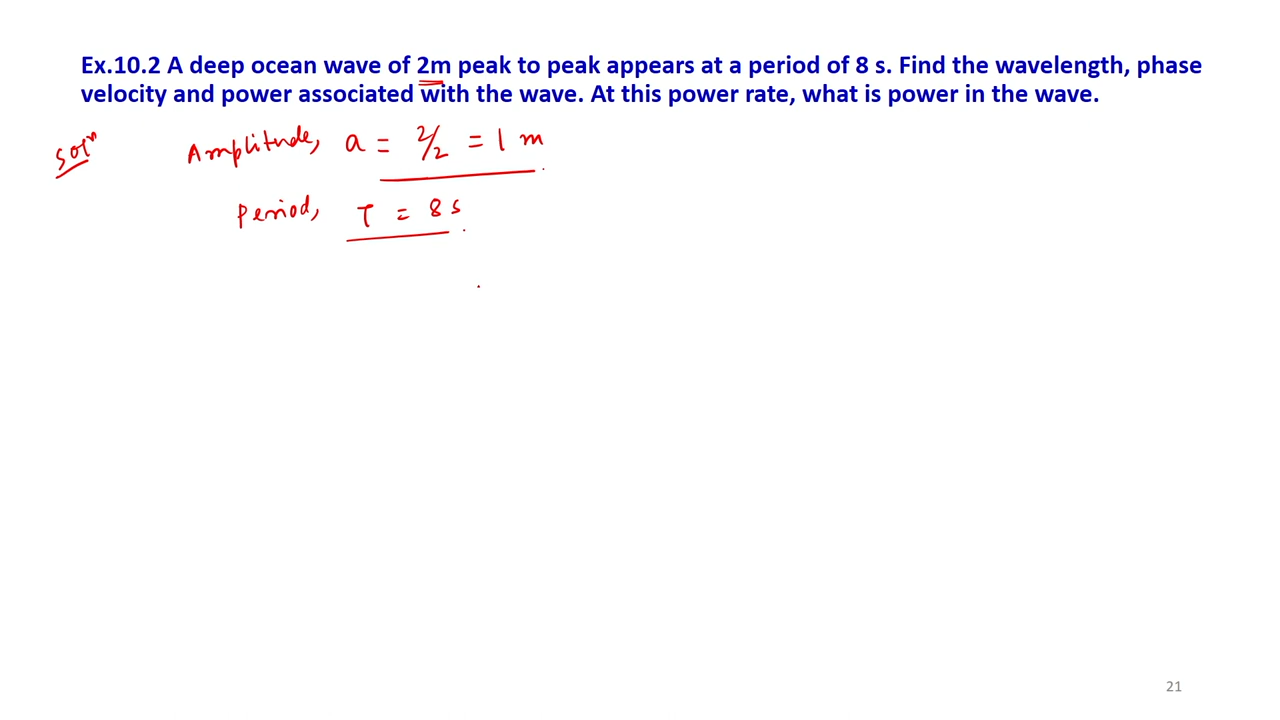 Ex.10.2 A deep ocean wave of 2m peak to peak appears at a period of 8 s. Find the wavelength, phase
velocity and power associated with the wave. At this power rate, what is power in the wave.
Solⁿ Amplitude, a = 2/2 = 1 m
Period, T = 8 s
21